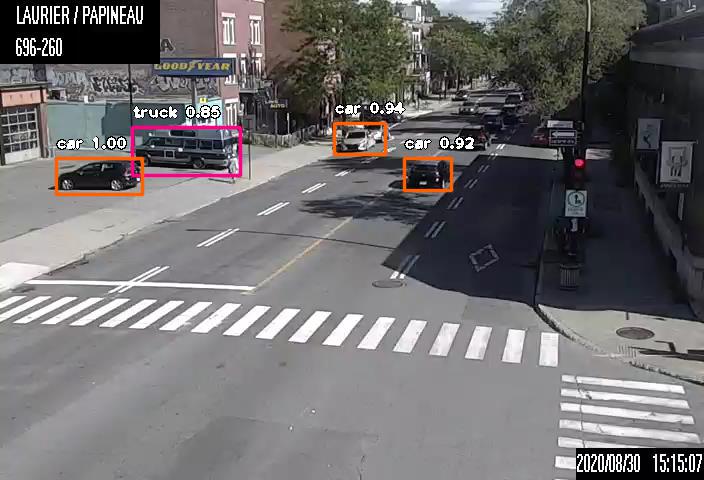 LAURIER / PAPINEAU
696-260
GOODYEAR
truck 0.85
car 0.94
car 1.00
car 0.92
AUTO
2020/08/30 15:15:07